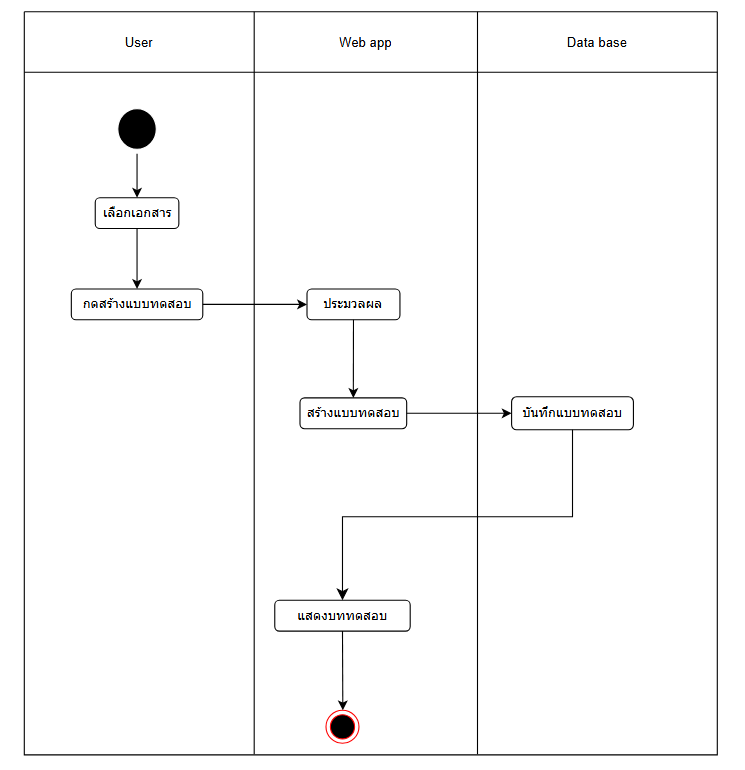 User
Web app
Data base
เลือกเอกสาร
กดสร้างแบบทดสอบ
ประมวลผล
สร้างแบบทดสอบ
บันทึกแบบทดสอบ
แสดงบททดสอบ